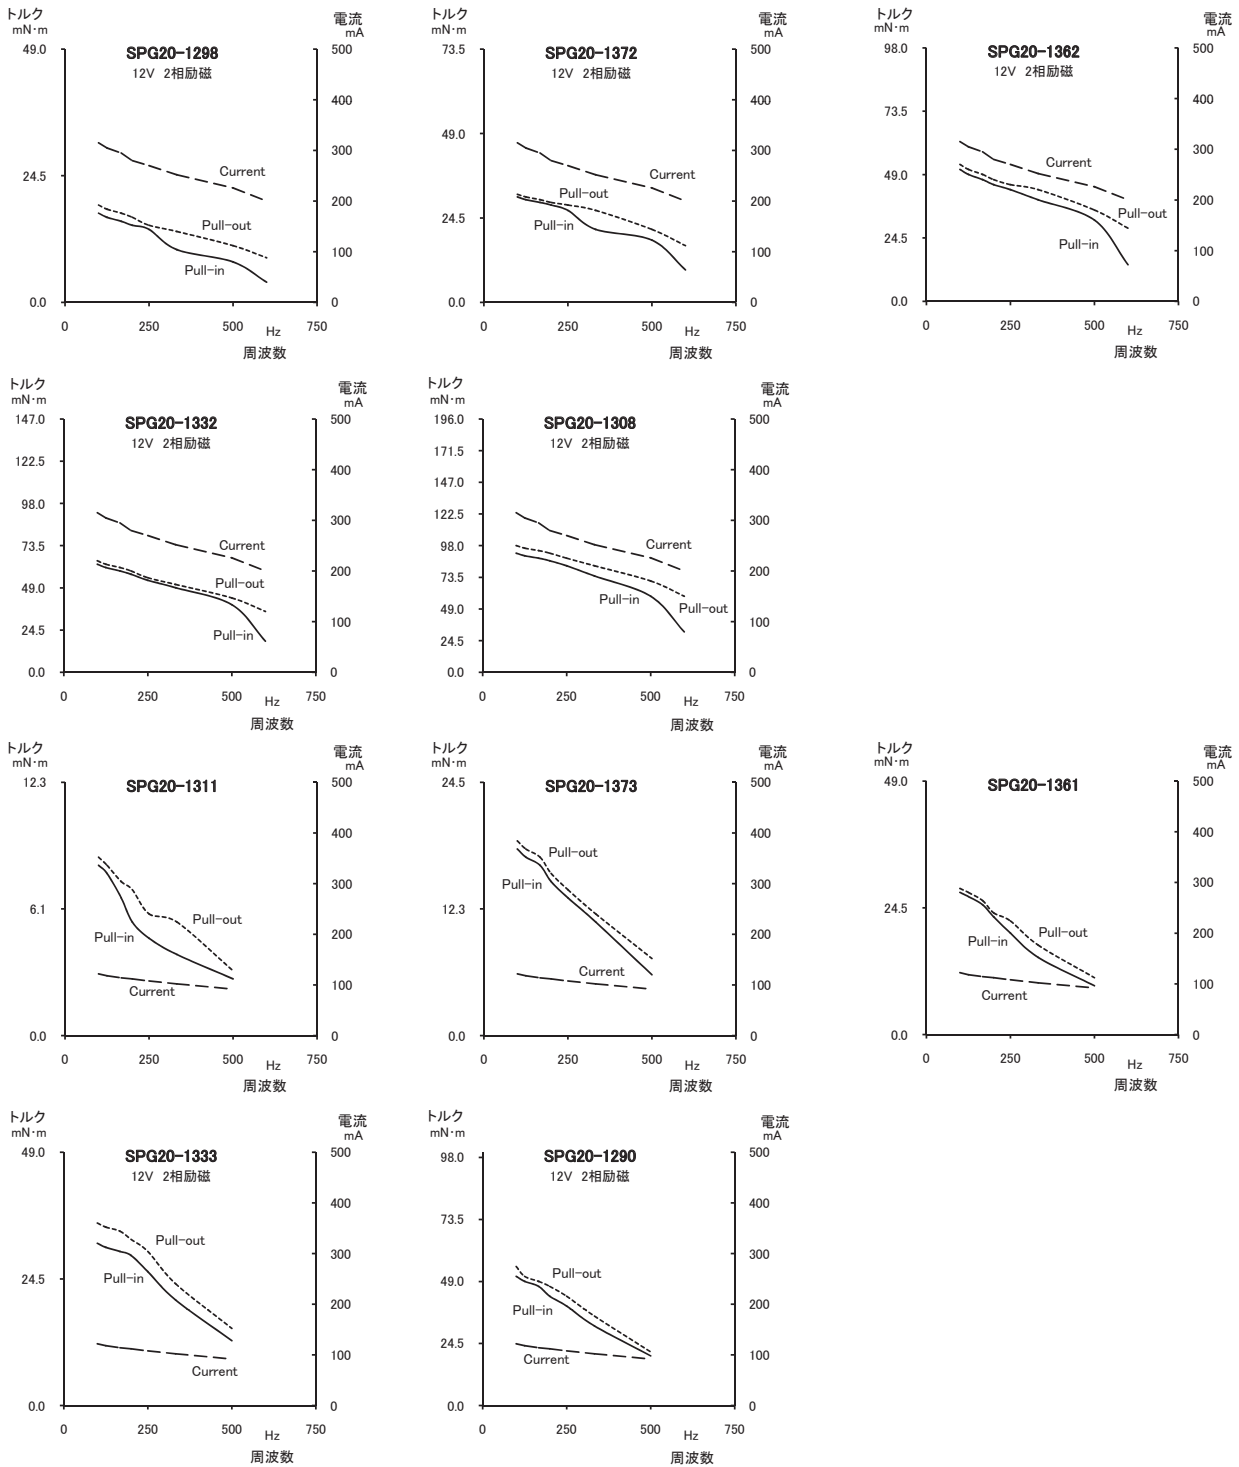 トルク
mN·m
電流
mA
SPG20-1298
12V 2相励磁
49.0
24.5
0.0
500
400
300
200
100
0
Current
Pull-out
Pull-in
0 250 500 750
Hz
周波数
トルク
mN·m
電流
mA
SPG20-1372
12V 2相励磁
73.5
49.0
24.5
0.0
500
400
300
200
100
0
Current
Pull-out
Pull-in
0 250 500 750
Hz
周波数
トルク
mN·m
電流
mA
SPG20-1362
12V 2相励磁
98.0
73.5
49.0
24.5
0.0
500
400
300
200
100
0
Current
Pull-out
Pull-in
0 250 500 750
Hz
周波数
トルク
mN·m
電流
mA
SPG20-1332
12V 2相励磁
147.0
122.5
98.0
73.5
49.0
24.5
0.0
500
400
300
200
100
0
Current
Pull-out
Pull-in
0 250 500 750
Hz
周波数
トルク
mN·m
電流
mA
SPG20-1308
12V 2相励磁
196.0
171.5
147.0
122.5
98.0
73.5
49.0
24.5
0.0
500
400
300
200
100
0
Current
Pull-in
Pull-out
0 250 500 750
Hz
周波数
トルク
mN·m
電流
mA
SPG20-1311
12.3
6.1
0.0
500
400
300
200
100
0
Pull-out
Pull-in
Current
0 250 500 750
Hz
周波数
トルク
mN·m
電流
mA
SPG20-1373
24.5
12.3
0.0
500
400
300
200
100
0
Pull-out
Pull-in
Current
0 250 500 750
Hz
周波数
トルク
mN·m
電流
mA
SPG20-1361
49.0
24.5
0.0
500
400
300
200
100
0
Pull-out
Pull-in
Current
0 250 500 750
Hz
周波数
トルク
mN·m
電流
mA
SPG20-1333
12V 2相励磁
49.0
24.5
0.0
500
400
300
200
100
0
Pull-out
Pull-in
Current
0 250 500 750
Hz
周波数
トルク
mN·m
電流
mA
SPG20-1290
12V 2相励磁
98.0
73.5
49.0
24.5
0.0
500
400
300
200
100
0
Pull-out
Pull-in
Current
0 250 500 750
Hz
周波数